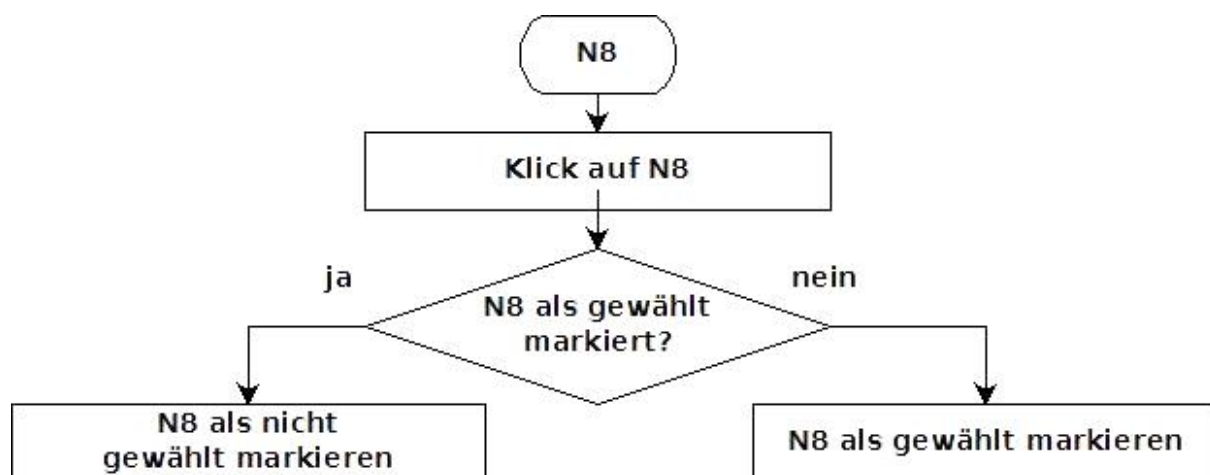 N8
Klick auf N8
ja
nein
N8 als gewählt
markiert?
N8 als nicht
gewählt markieren
N8 als gewählt markieren